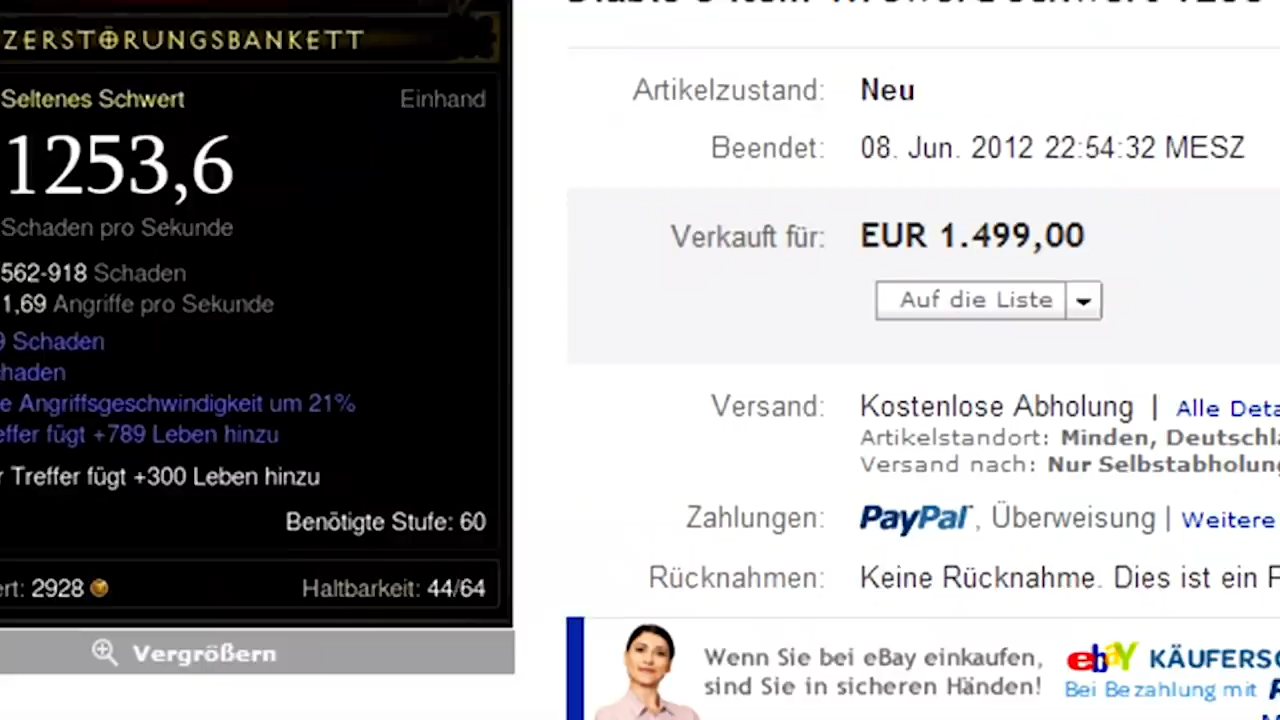 ZERSTÖRUNGSBANKETT
Seltenes Schwert Einhand
1253,6
Schaden pro Sekunde
562-918 Schaden
1,69 Angriffe pro Sekunde
9 Schaden
haden
e Angriffsgeschwindigkeit um 21%
effer fügt +789 Leben hinzu
r Treffer fügt +300 Leben hinzu
Benötigte Stufe: 60
ert: 2928 Haltbarkeit: 44/64
Vergrößern
Artikelzustand: Neu
Beendet: 08. Jun. 2012 22:54:32 MESZ
Verkauft für: EUR 1.499,00
Auf die Liste
Versand: Kostenlose Abholung | Alle Deta
Artikelstandort: Minden, Deutschla
Versand nach: Nur Selbstabholung
Zahlungen: PayPal, Überweisung | Weitere
Rücknahmen: Keine Rücknahme. Dies ist ein P
Wenn Sie bei eBay einkaufen,
sind Sie in sicheren Händen!
ebaY KÄUFERSC
Bei Bezahlung mit P